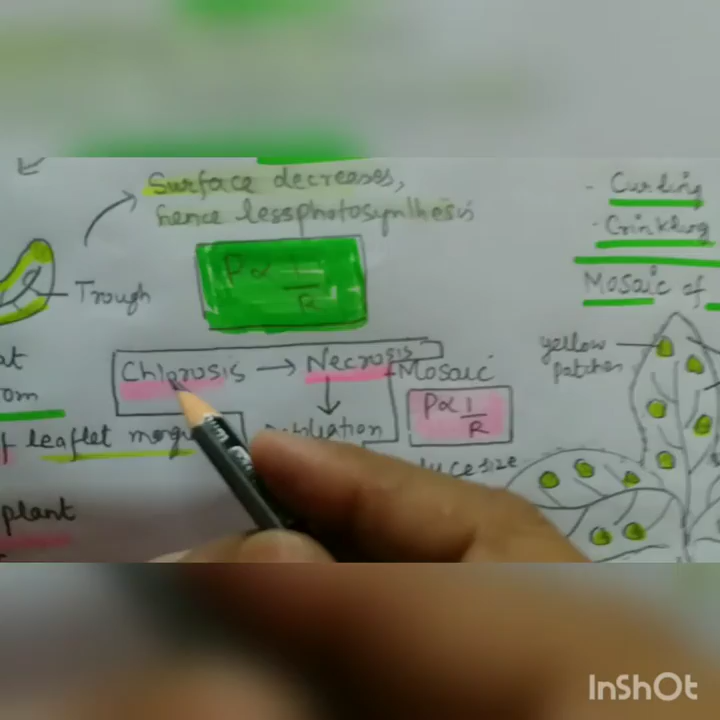 Surface decreases,
hence less photosynthesis
P ∝ 1/R
Trough
Chlorosis → Necrosis
Mosaic
P ∝ 1/R
leaflet
size
plant
- Curling
- Crinkling
Mosaic of
yellow
patches
InShOt